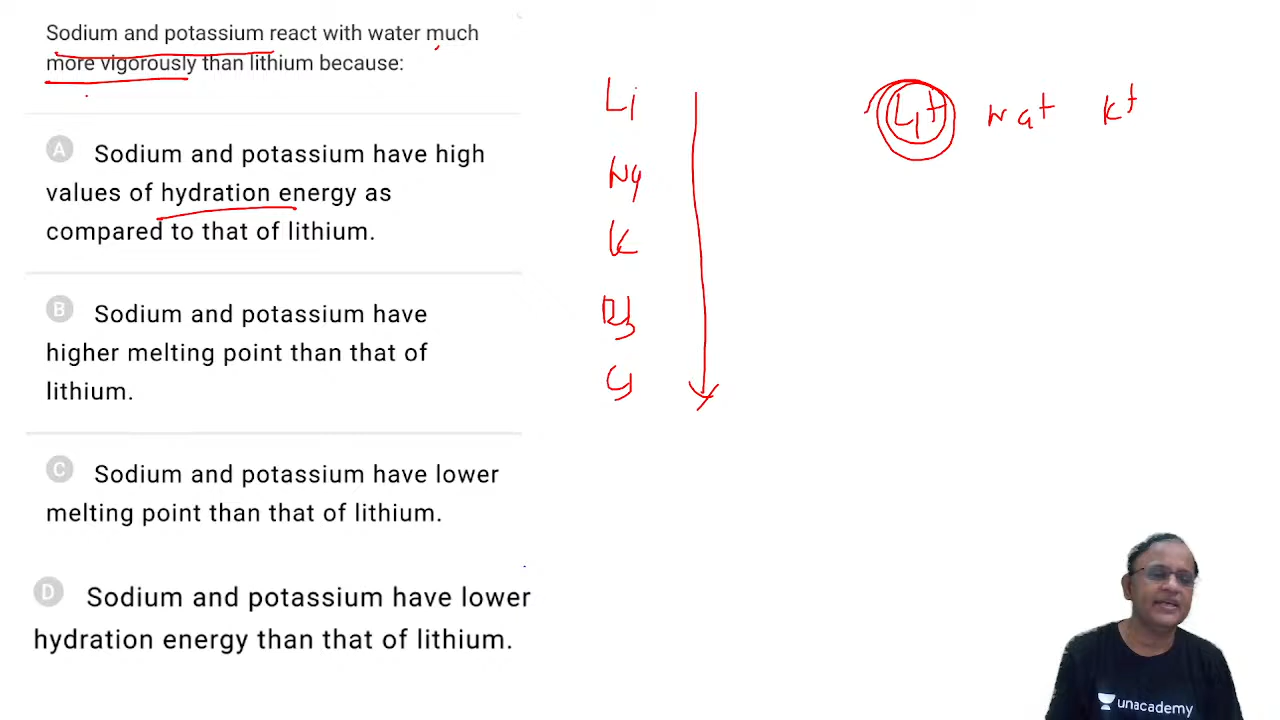 Sodium and potassium react with water much
more vigorously than lithium because:
A Sodium and potassium have high
values of hydration energy as
compared to that of lithium.
B Sodium and potassium have
higher melting point than that of
lithium.
C Sodium and potassium have lower
melting point than that of lithium.
D Sodium and potassium have lower
hydration energy than that of lithium.
Li
Na
K
Rb
Cs
Li+ Na+ K+
unacademy